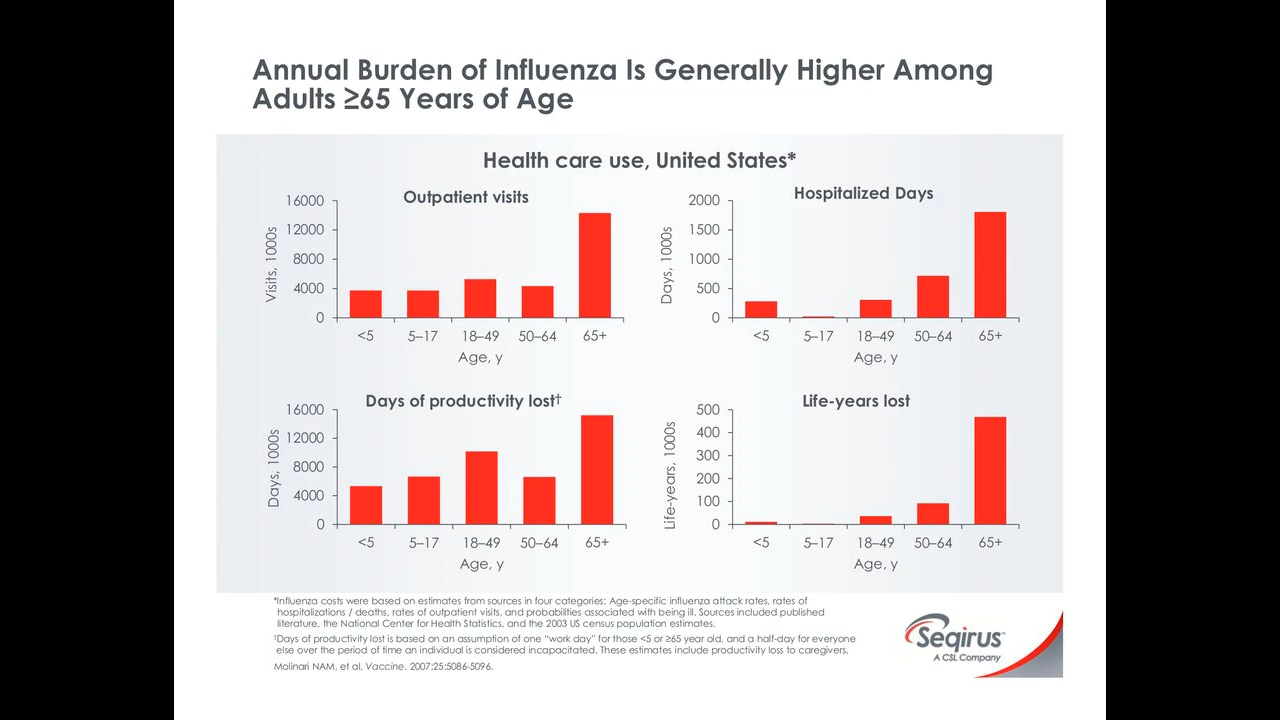 Annual Burden of Influenza Is Generally Higher Among
Adults ≥65 Years of Age
Health care use, United States*
Outpatient visits
Visits, 1000s
16000
12000
8000
4000
0
<5 5–17 18–49 50–64 65+
Age, y
Hospitalized Days
Days, 1000s
2000
1500
1000
500
0
<5 5–17 18–49 50–64 65+
Age, y
Days of productivity lost†
Days, 1000s
16000
12000
8000
4000
0
<5 5–17 18–49 50–64 65+
Age, y
Life-years lost
Life-years, 1000s
500
400
300
200
100
0
<5 5–17 18–49 50–64 65+
Age, y
*Influenza costs were based on estimates from sources in four categories: Age-specific influenza attack rates, rates of
hospitalizations / deaths, rates of outpatient visits, and probabilities associated with being ill. Sources included published
literature, the National Center for Health Statistics, and the 2003 US census population estimates.
†Days of productivity lost is based on an assumption of one “work day” for those <5 or ≥65 year old, and a half-day for everyone
else over the period of time an individual is considered incapacitated. These estimates include productivity loss to caregivers.
Molinari NAM, et al. Vaccine. 2007;25:5086-5096.
Seqirus™
A CSL Company